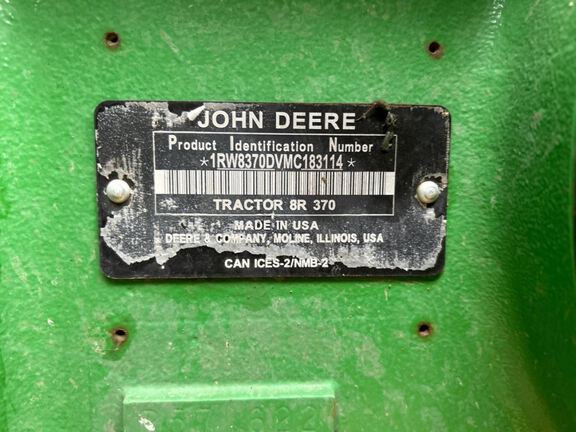 JOHN DEERE
Product Identification Number
*1RW8370DVMC183114*
TRACTOR 8R 370
MADE IN USA
DEERE & COMPANY, MOLINE, ILLINOIS, USA
CAN ICES-2/NMB-2